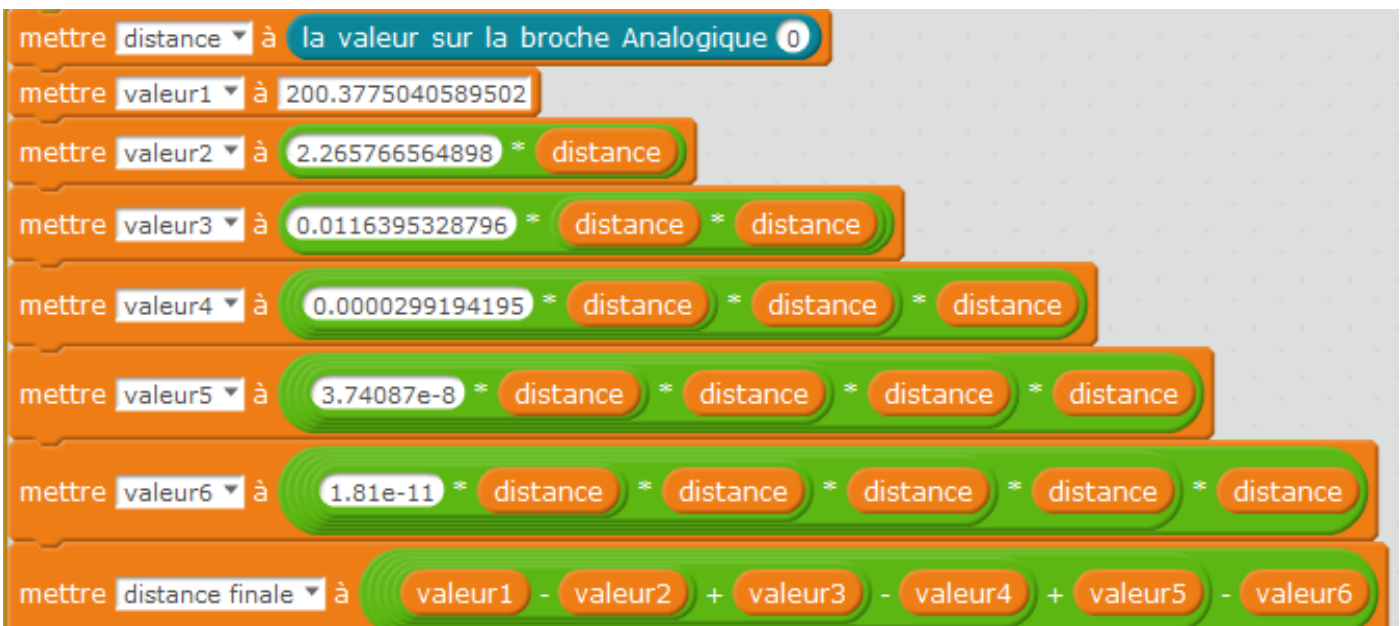 mettre distance à la valeur sur la broche Analogique 0
mettre valeur1 à 200.3775040589502
mettre valeur2 à 2.265766564898 * distance
mettre valeur3 à 0.0116395328796 * distance * distance
mettre valeur4 à 0.0000299194195 * distance * distance * distance
mettre valeur5 à 3.74087e-8 * distance * distance * distance * distance
mettre valeur6 à 1.81e-11 * distance * distance * distance * distance * distance
mettre distance finale à valeur1 - valeur2 + valeur3 - valeur4 + valeur5 - valeur6